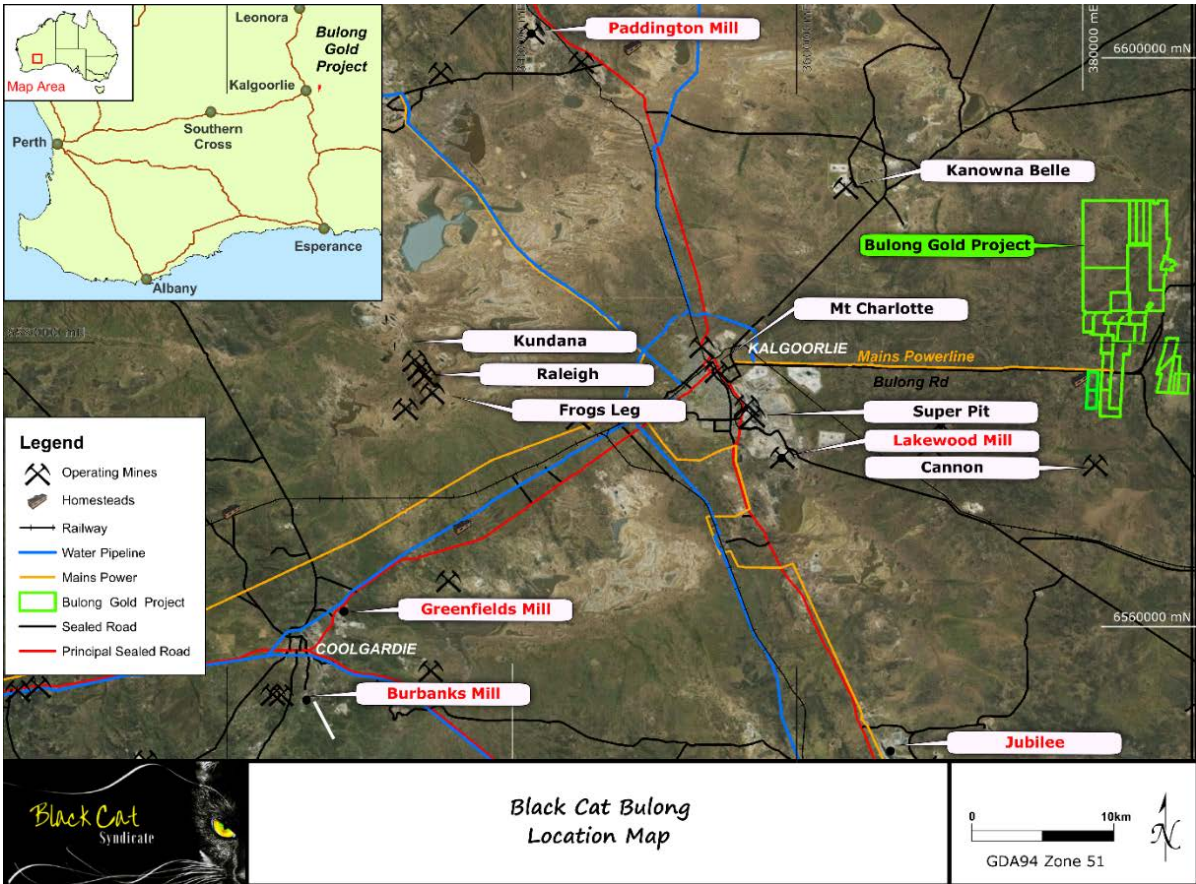 Leonora
Bulong
Gold
Project
Map Area
Kalgoorlie
Southern
Cross
Perth
Esperance
Albany
Paddington Mill
380000 mE
6600000 mN
Kanowna Belle
Bulong Gold Project
Mt Charlotte
Kundana
KALGOORLIE
Mains Powerline
Raleigh
Bulong Rd
Frogs Leg
Super Pit
Lakewood Mill
Cannon
Legend
Operating Mines
Homesteads
Railway
Water Pipeline
Mains Power
Bulong Gold Project
Sealed Road
Principal Sealed Road
Greenfields Mill
6560000 mN
COOLGARDIE
Burbanks Mill
Jubilee
Black Cat
Syndicate
Black Cat Bulong
Location Map
0 10km
GDA94 Zone 51
N